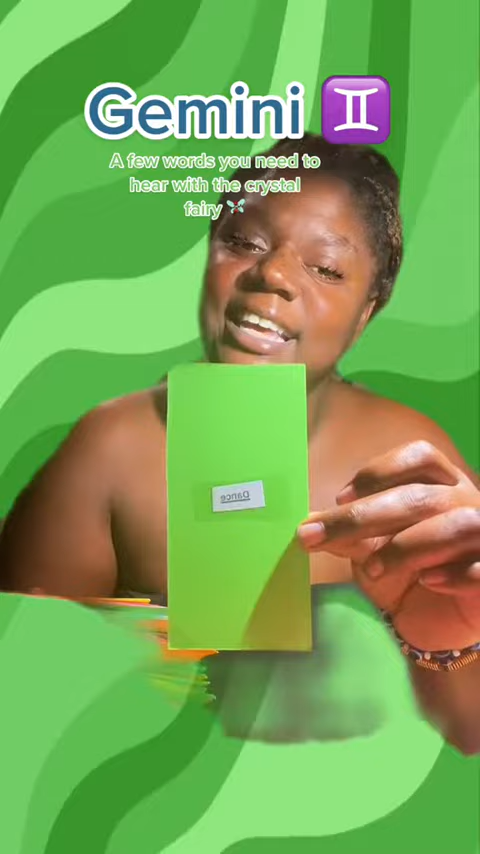 Gemini ♊
A few words you need to
hear with the crystal
fairy 🧚
Dance